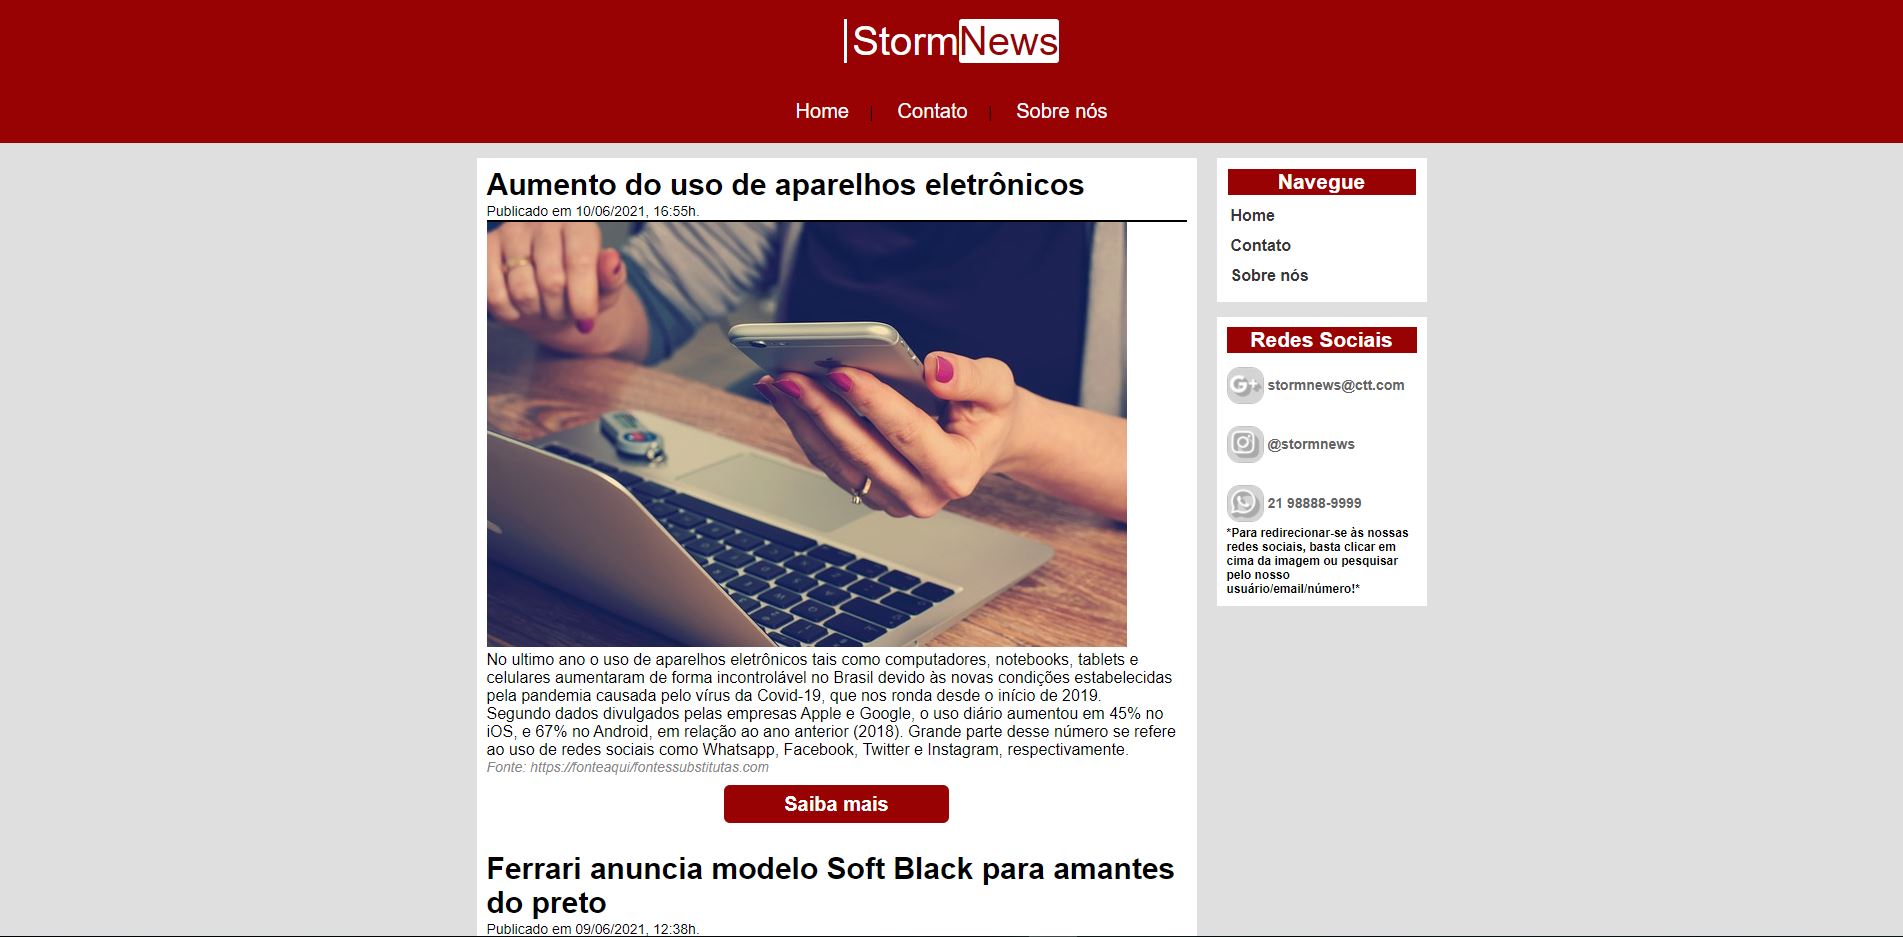 StormNews
Home | Contato | Sobre nós
Aumento do uso de aparelhos eletrônicos
Publicado em 10/06/2021, 16:55h.
No ultimo ano o uso de aparelhos eletrônicos tais como computadores, notebooks, tablets e
celulares aumentaram de forma incontrolável no Brasil devido às novas condições estabelecidas
pela pandemia causada pelo vírus da Covid-19, que nos ronda desde o início de 2019.
Segundo dados divulgados pelas empresas Apple e Google, o uso diário aumentou em 45% no
iOS, e 67% no Android, em relação ao ano anterior (2018). Grande parte desse número se refere
ao uso de redes sociais como Whatsapp, Facebook, Twitter e Instagram, respectivamente.
Fonte: https://fonteaqui/fontessubstitutas.com
Saiba mais
Ferrari anuncia modelo Soft Black para amantes
do preto
Publicado em 09/06/2021, 12:38h.
Navegue
Home
Contato
Sobre nós
Redes Sociais
G+ stormnews@ctt.com
@stormnews
21 98888-9999
*Para redirecionar-se às nossas
redes sociais, basta clicar em
cima da imagem ou pesquisar
pelo nosso
usuário/email/número!*